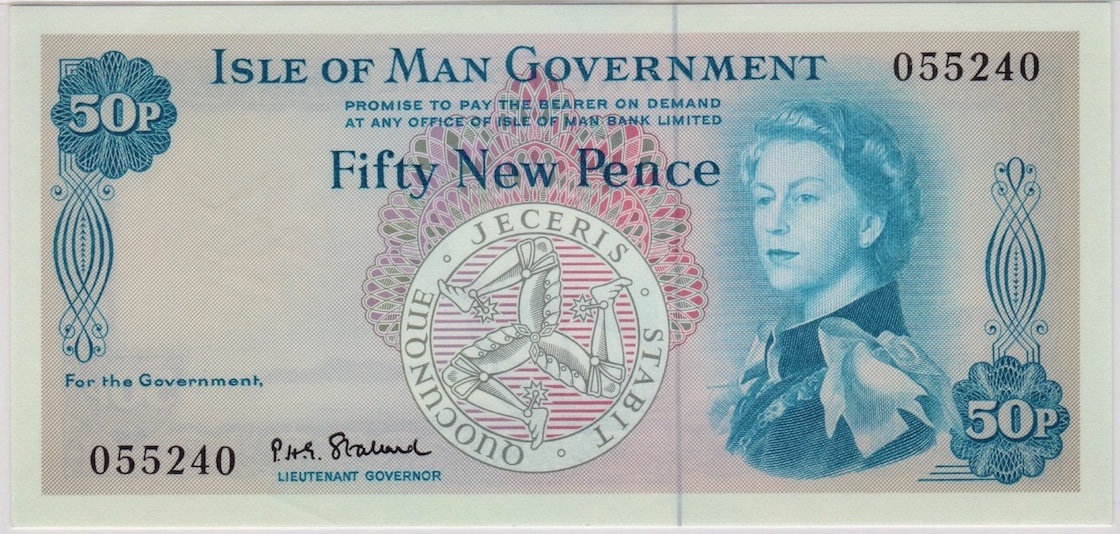 ISLE OF MAN GOVERNMENT
055240
50P
PROMISE TO PAY THE BEARER ON DEMAND
AT ANY OFFICE OF ISLE OF MAN BANK LIMITED
Fifty New Pence
QUOCUNQUE · JECERIS · STABIT ·
For the Government,
055240
P.H.G. Stallard
LIEUTENANT GOVERNOR
50P